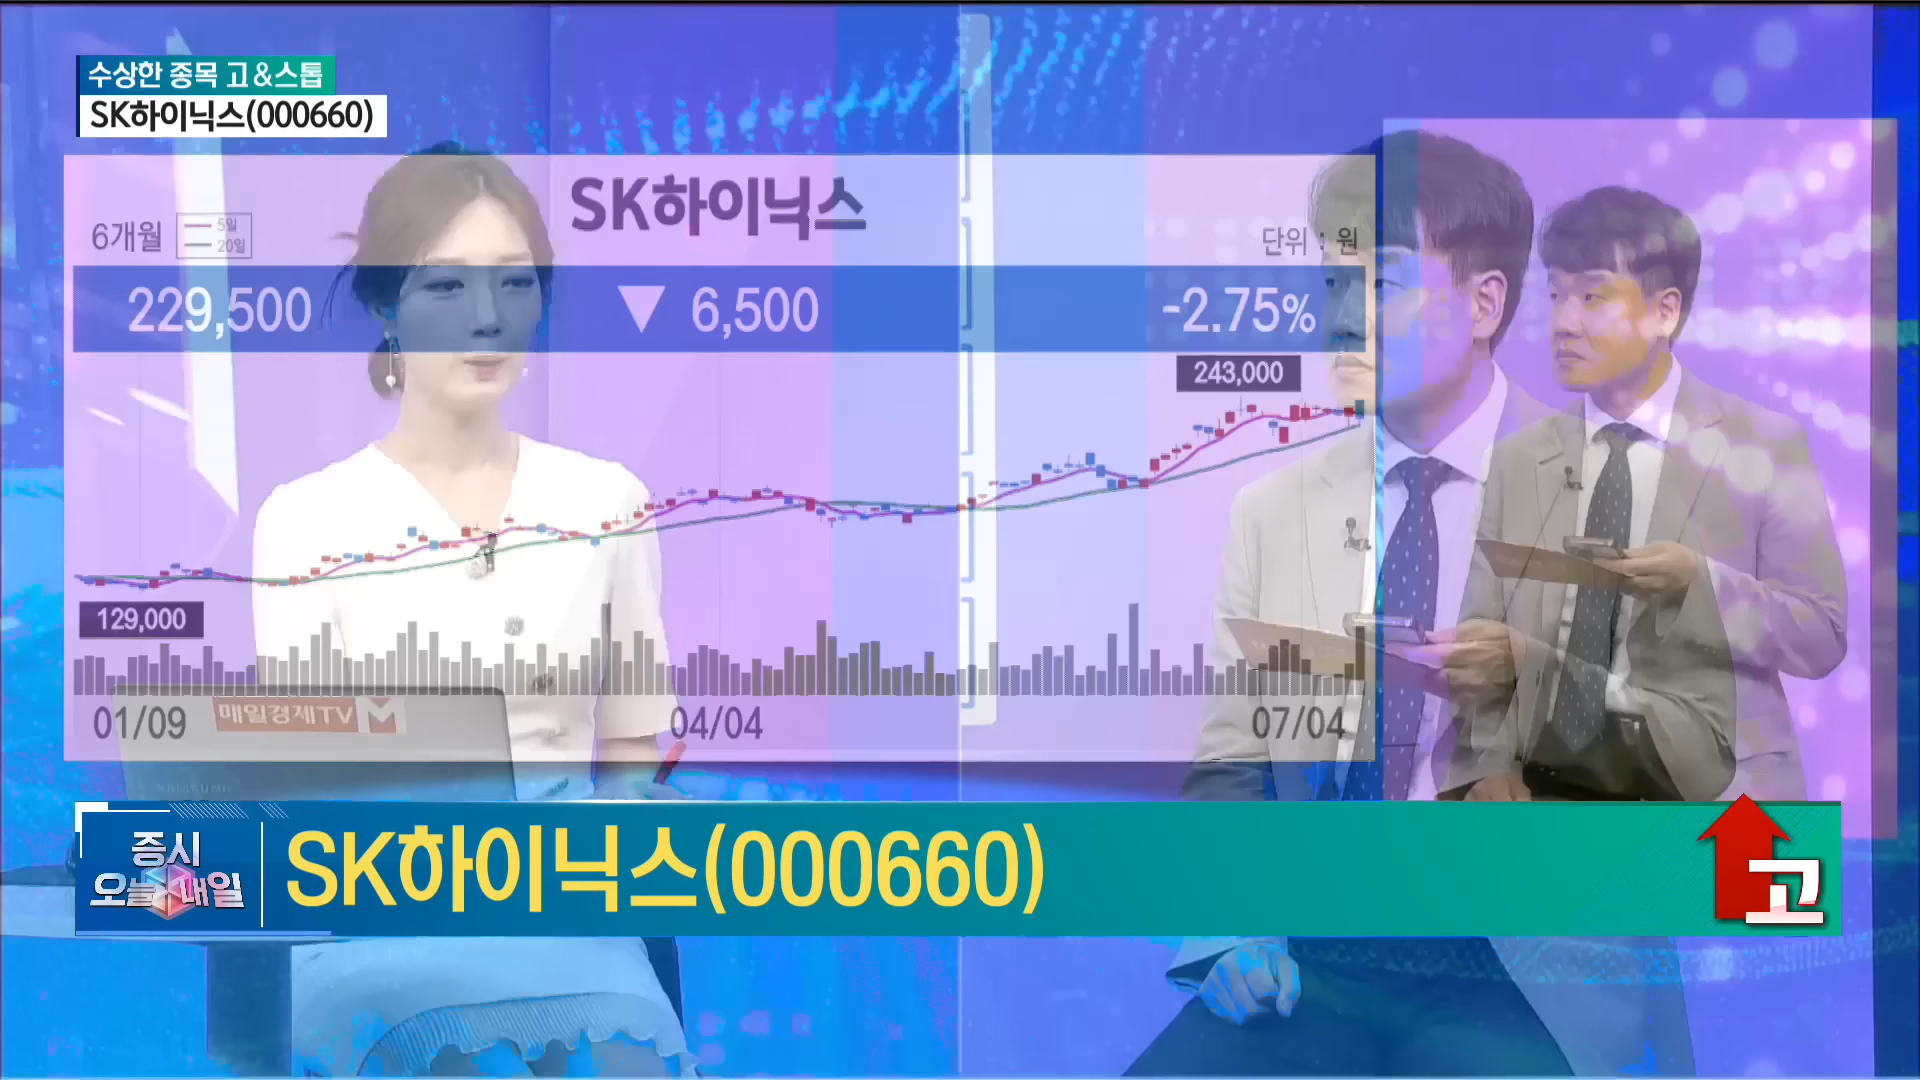 수상한 종목 고&스톱
SK하이닉스(000660)
SK하이닉스
6개월
5일
20일
단위 : 원
229,500 ▼ 6,500 -2.75%
243,000
129,000
01/09 04/04 07/04
매일경제TV M
증시
오늘 매일
SK하이닉스(000660)
고